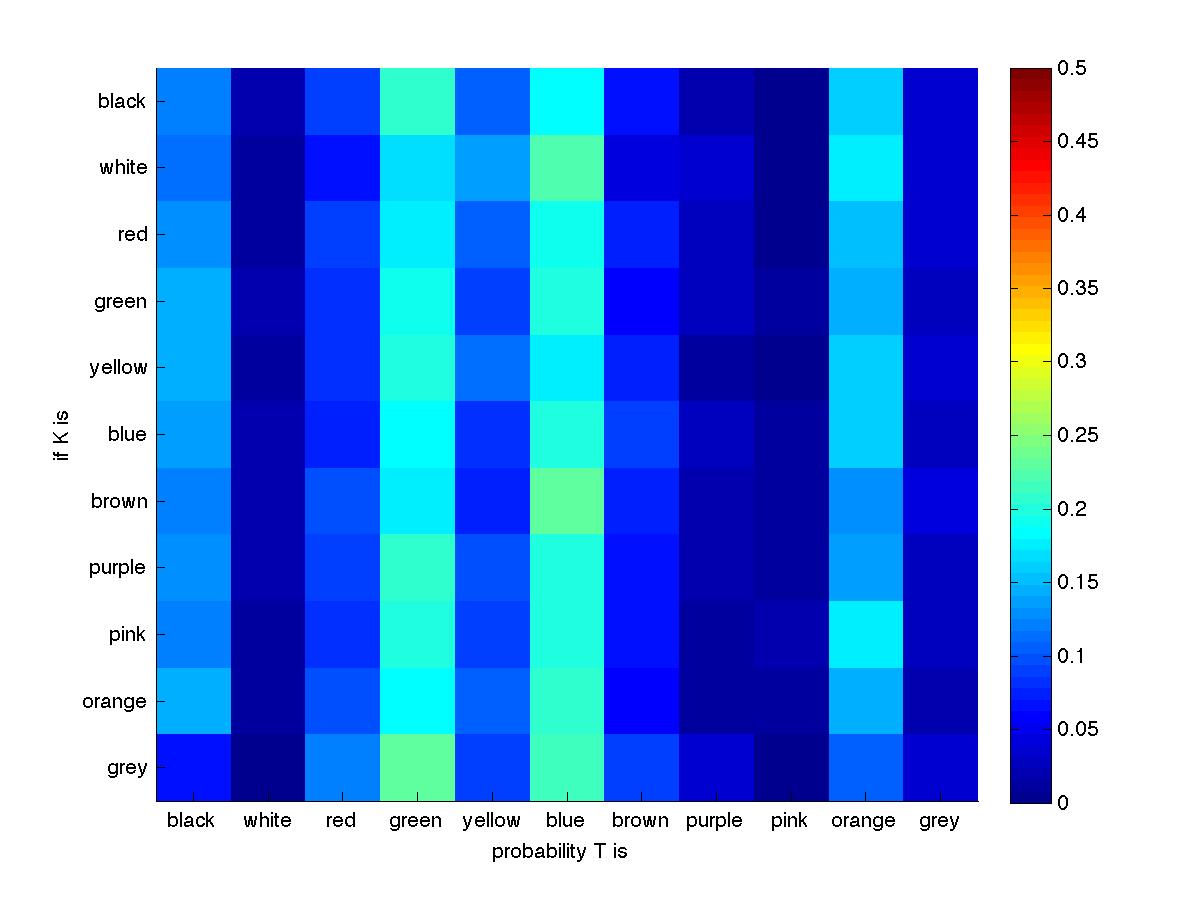 black
white
red
green
yellow
blue
brown
purple
pink
orange
grey
if K is
black white red green yellow blue brown purple pink orange grey
probability T is
0.5
0.45
0.4
0.35
0.3
0.25
0.2
0.15
0.1
0.05
0